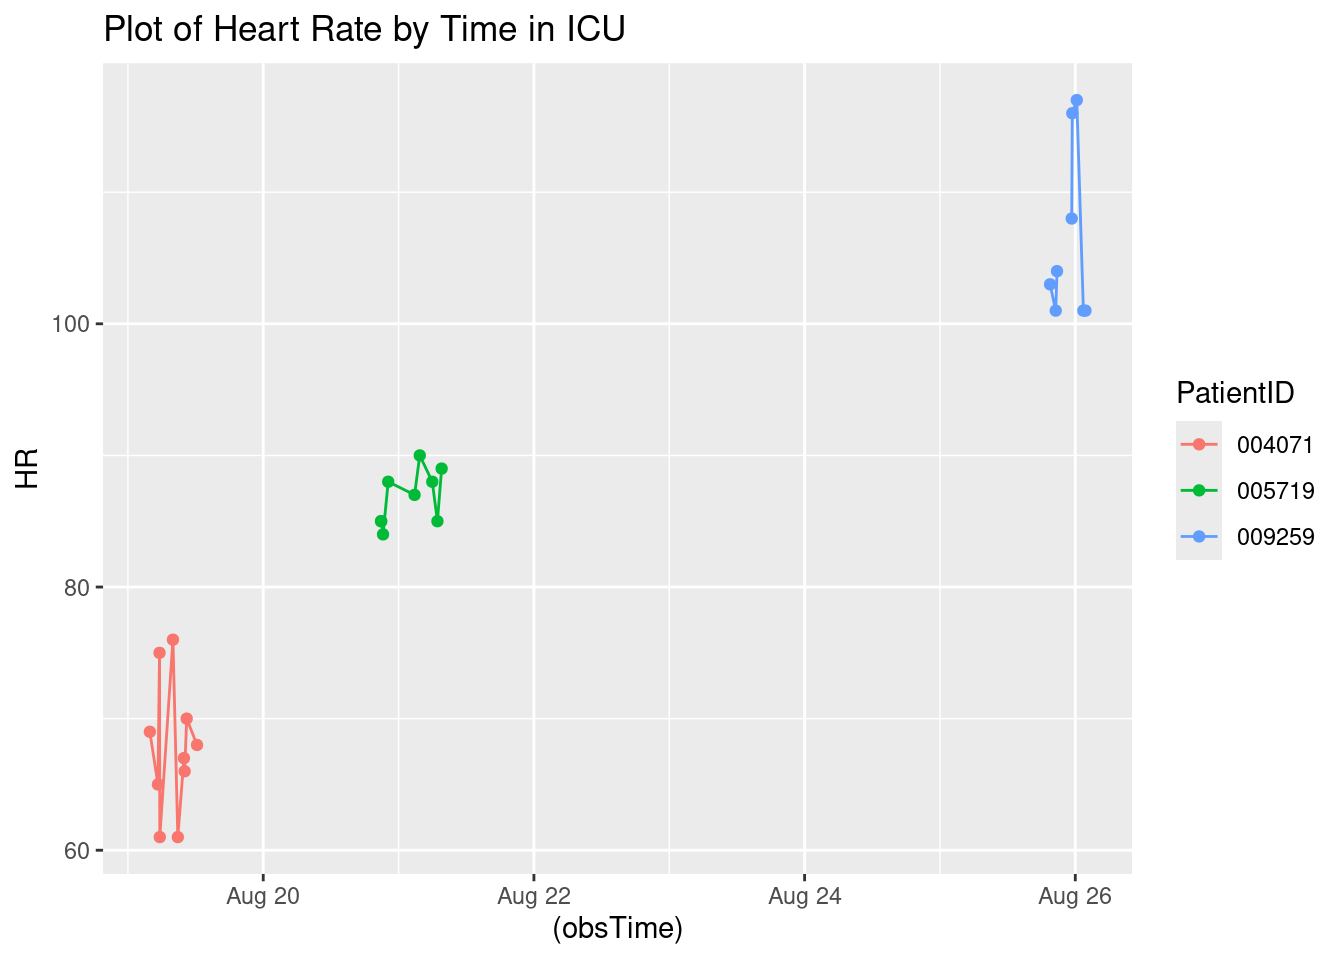 Plot of Heart Rate by Time in ICU
HR
100
80
60
Aug 20
Aug 22
Aug 24
Aug 26
(obsTime)
PatientID
004071
005719
009259